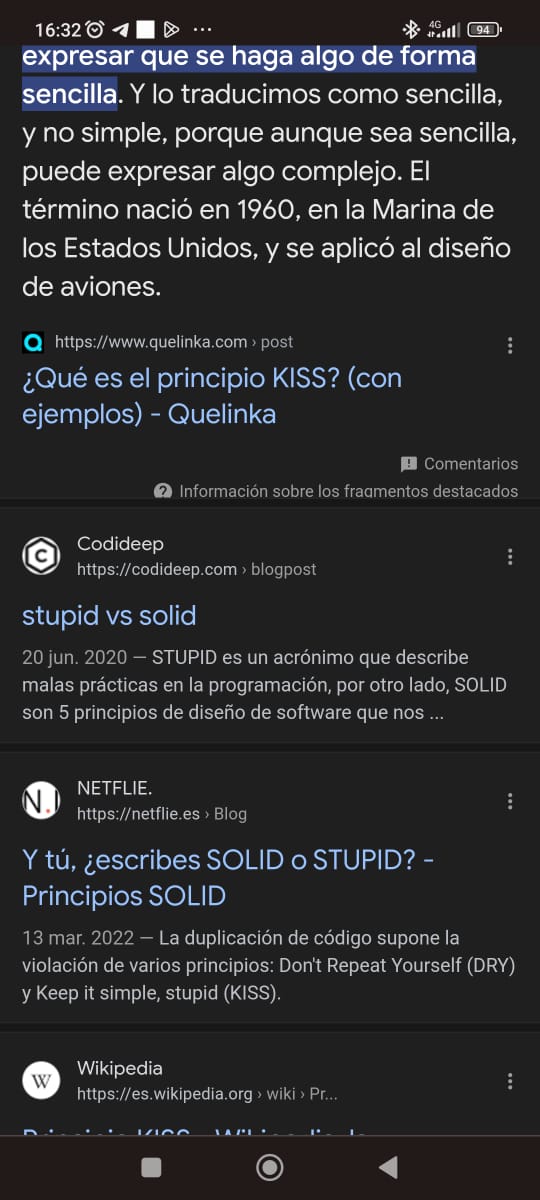 16:32
4G
94
expresar que se haga algo de forma
sencilla. Y lo traducimos como sencilla,
y no simple, porque aunque sea sencilla,
puede expresar algo complejo. El
término nació en 1960, en la Marina de
los Estados Unidos, y se aplicó al diseño
de aviones.
https://www.quelinka.com › post
¿Qué es el principio KISS? (con
ejemplos) - Quelinka
Comentarios
Información sobre los fragmentos destacados
Codideep
https://codideep.com › blogpost
stupid vs solid
20 jun. 2020 — STUPID es un acrónimo que describe
malas prácticas en la programación, por otro lado, SOLID
son 5 principios de diseño de software que nos ...
N.I
NETFLIE.
https://netflie.es › Blog
Y tú, ¿escribes SOLID o STUPID? -
Principios SOLID
13 mar. 2022 — La duplicación de código supone la
violación de varios principios: Don't Repeat Yourself (DRY)
y Keep it simple, stupid (KISS).
W
Wikipedia
https://es.wikipedia.org › wiki › Pr...
Principio KISS - Wikipedia